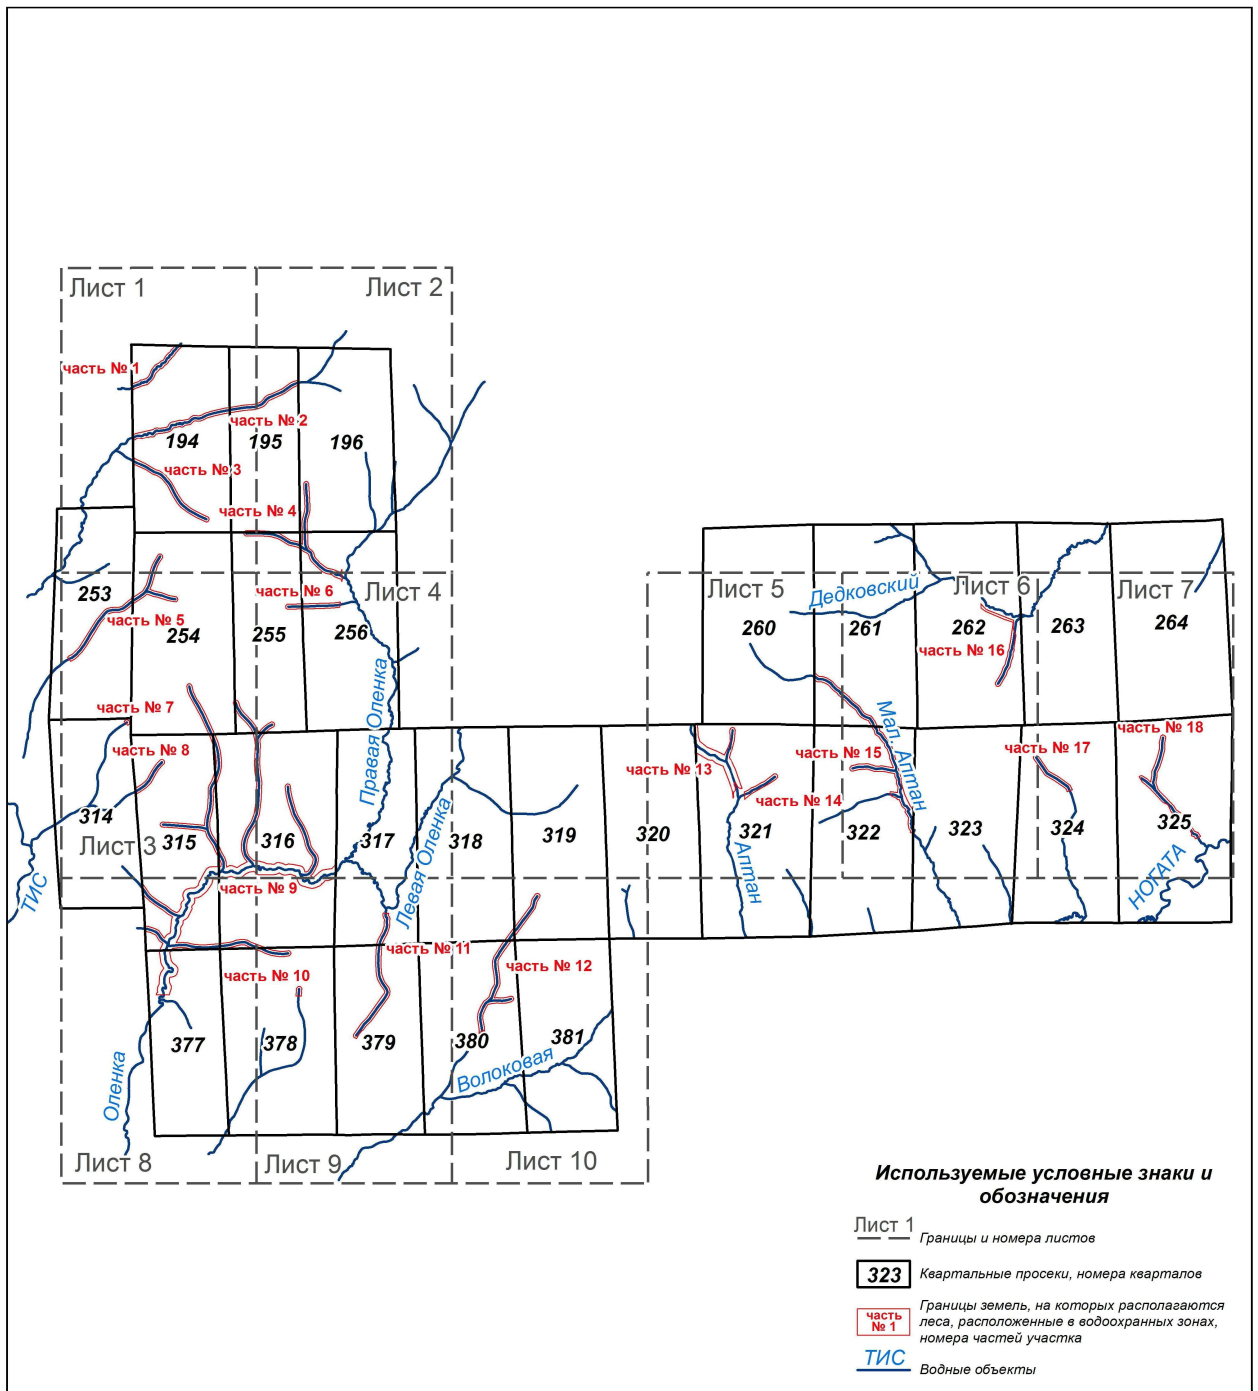 Лист 1
Лист 2
часть № 1
часть № 2
194
195
196
часть № 3
часть № 4
253
часть № 6
Лист 4
часть № 5
254
255
256
Лист 5
Дедковский
Лист 6
Лист 7
260
261
262
263
264
часть № 16
часть № 7
часть № 8
Правая Оленка
Мал. Аптан
часть № 18
часть № 13
часть № 15
часть № 17
часть № 14
314
Лист 3
315
316
317
318
319
320
321
322
323
324
325
Левая Оленка
ТИС
часть № 9
Аптан
НОГАТА
часть № 11
часть № 10
часть № 12
377
378
379
380
381
Оленка
Волоковая
Лист 8
Лист 9
Лист 10
Используемые условные знаки и
обозначения
Лист 1
Границы и номера листов
323
Квартальные просеки, номера кварталов
часть
№ 1
Границы земель, на которых располагаются
леса, расположенные в водоохранных зонах,
номера частей участка
ТИС
Водные объекты